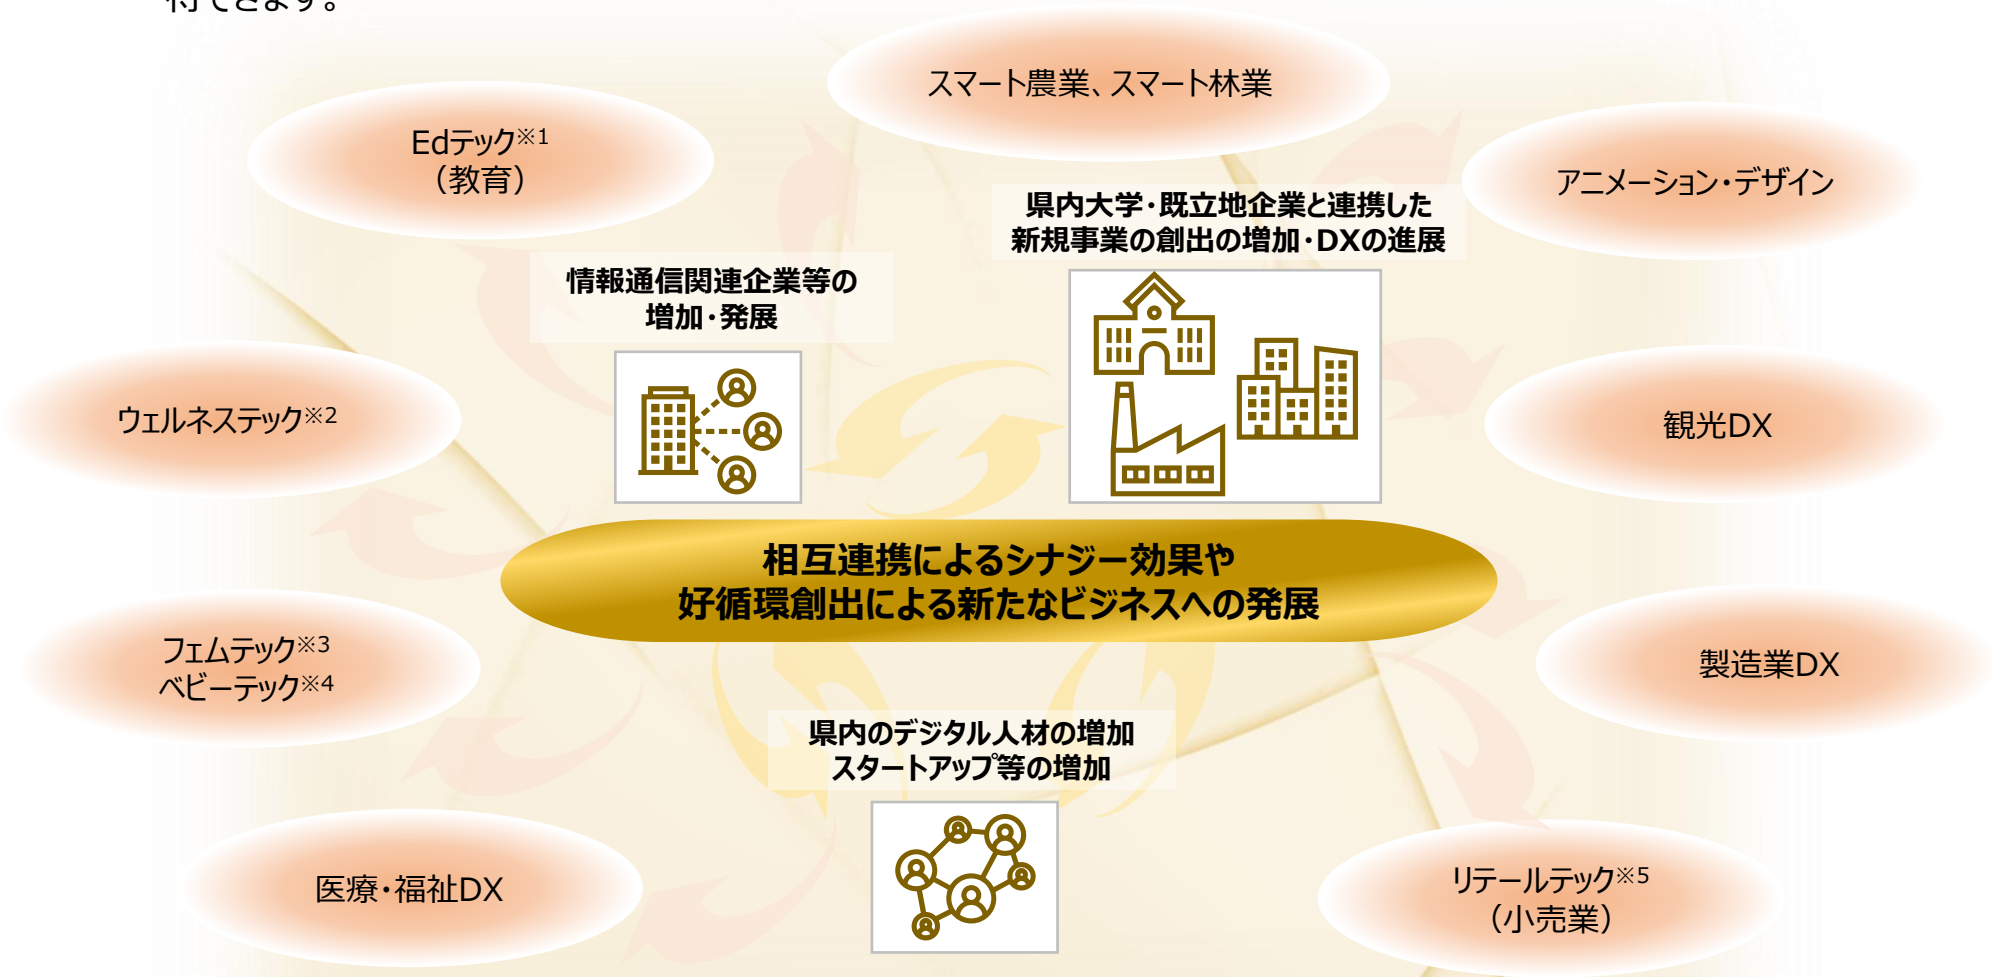 待できます。
スマート農業、スマート林業
Edテック※1
（教育）
アニメーション・デザイン
県内大学・既立地企業と連携した
新規事業の創出の増加・DXの進展
情報通信関連企業等の
増加・発展
ウェルネステック※2
観光DX
相互連携によるシナジー効果や
好循環創出による新たなビジネスへの発展
フェムテック※3
ベビーテック※4
製造業DX
県内のデジタル人材の増加
スタートアップ等の増加
医療・福祉DX
リテールテック※5
（小売業）